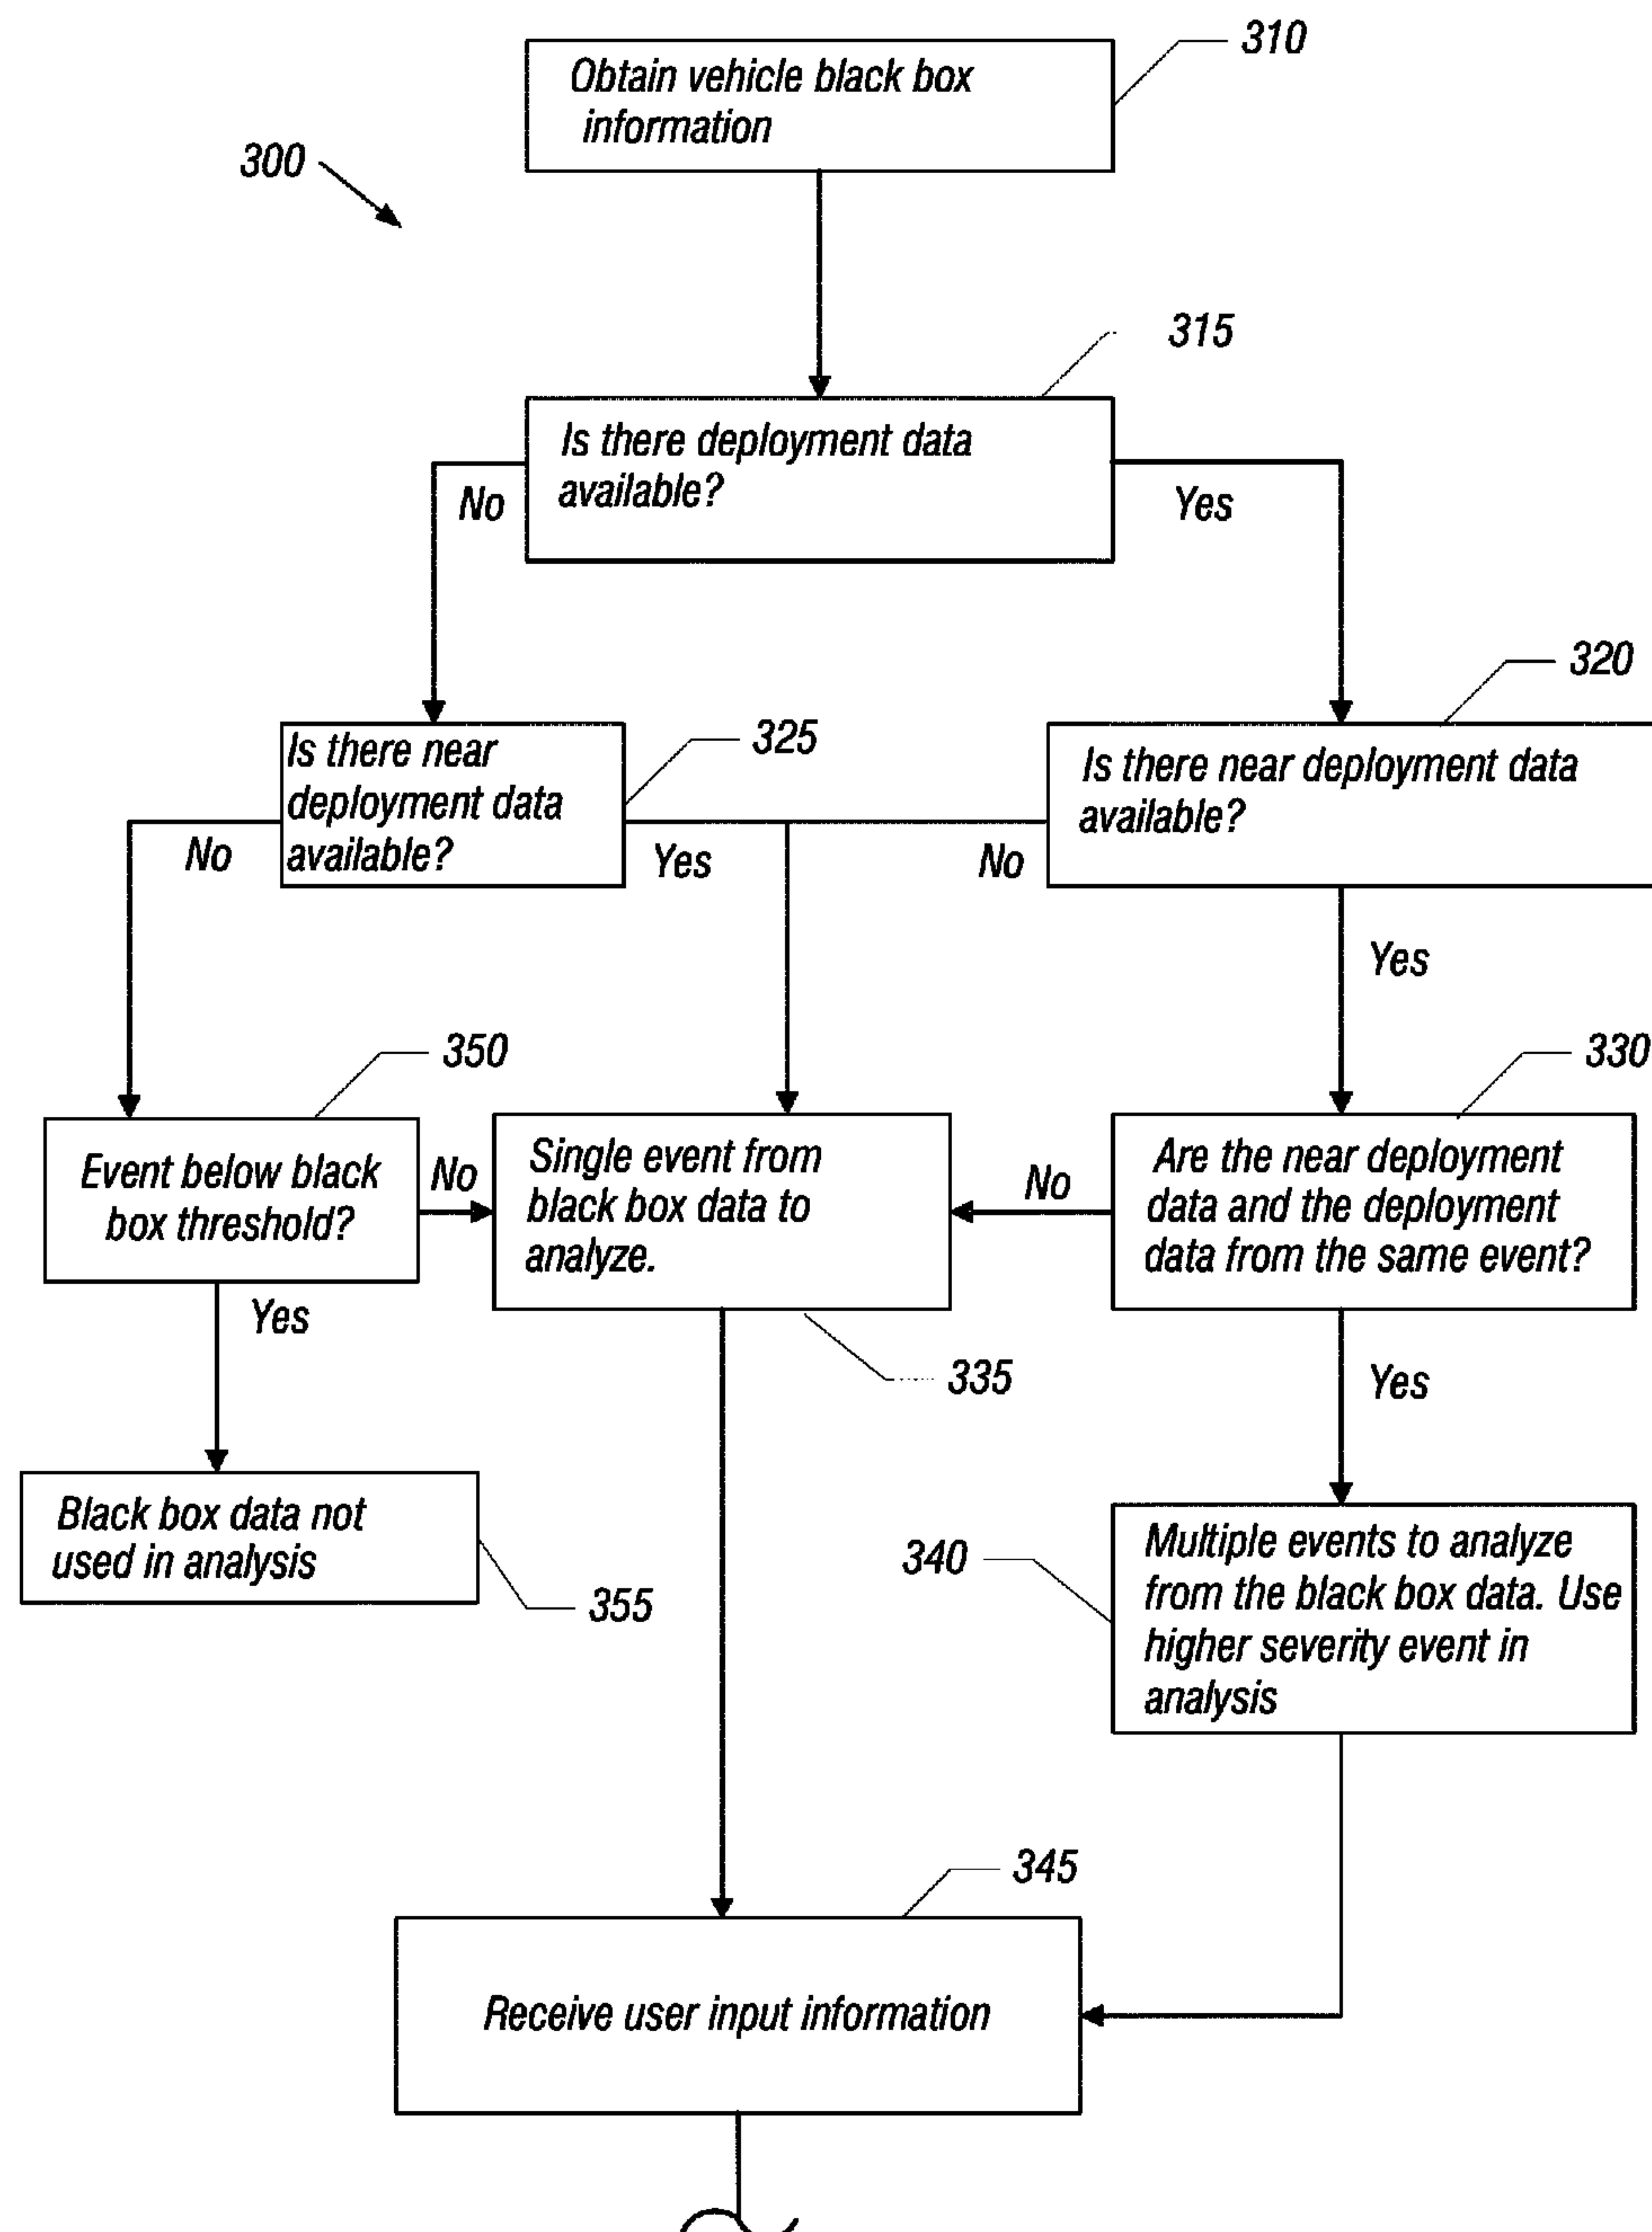 310
Obtain vehicle black box
information
300
315
Is there deployment data
available?
No
Yes
320
325
Is there near
deployment data
available?
Is there near deployment data
available?
No
Yes
No
Yes
350
330
Event below black
box threshold?
No
Single event from
black box data to
analyze.
No
Are the near deployment
data and the deployment
data from the same event?
Yes
335
Yes
Black box data not
used in analysis
355
340
Multiple events to analyze
from the black box data. Use
higher severity event in
analysis
345
Receive user input information